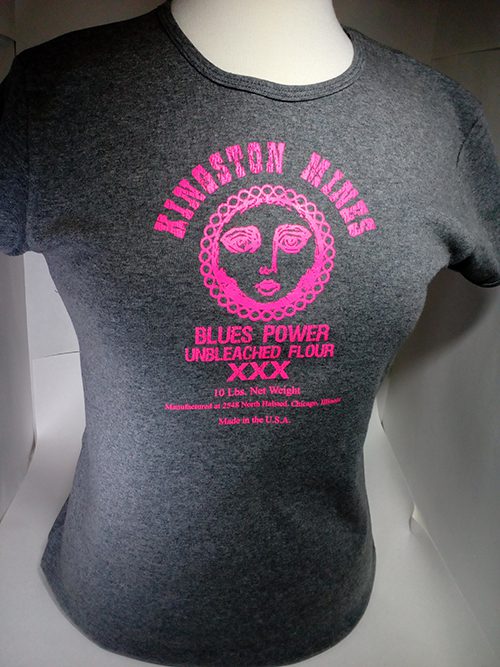 KINGSTON MINES
BLUES POWER
UNBLEACHED FLOUR
XXX
10 Lbs. Net Weight
Manufactured at 2548 North Halsted, Chicago, Illinois
Made in the U.S.A.